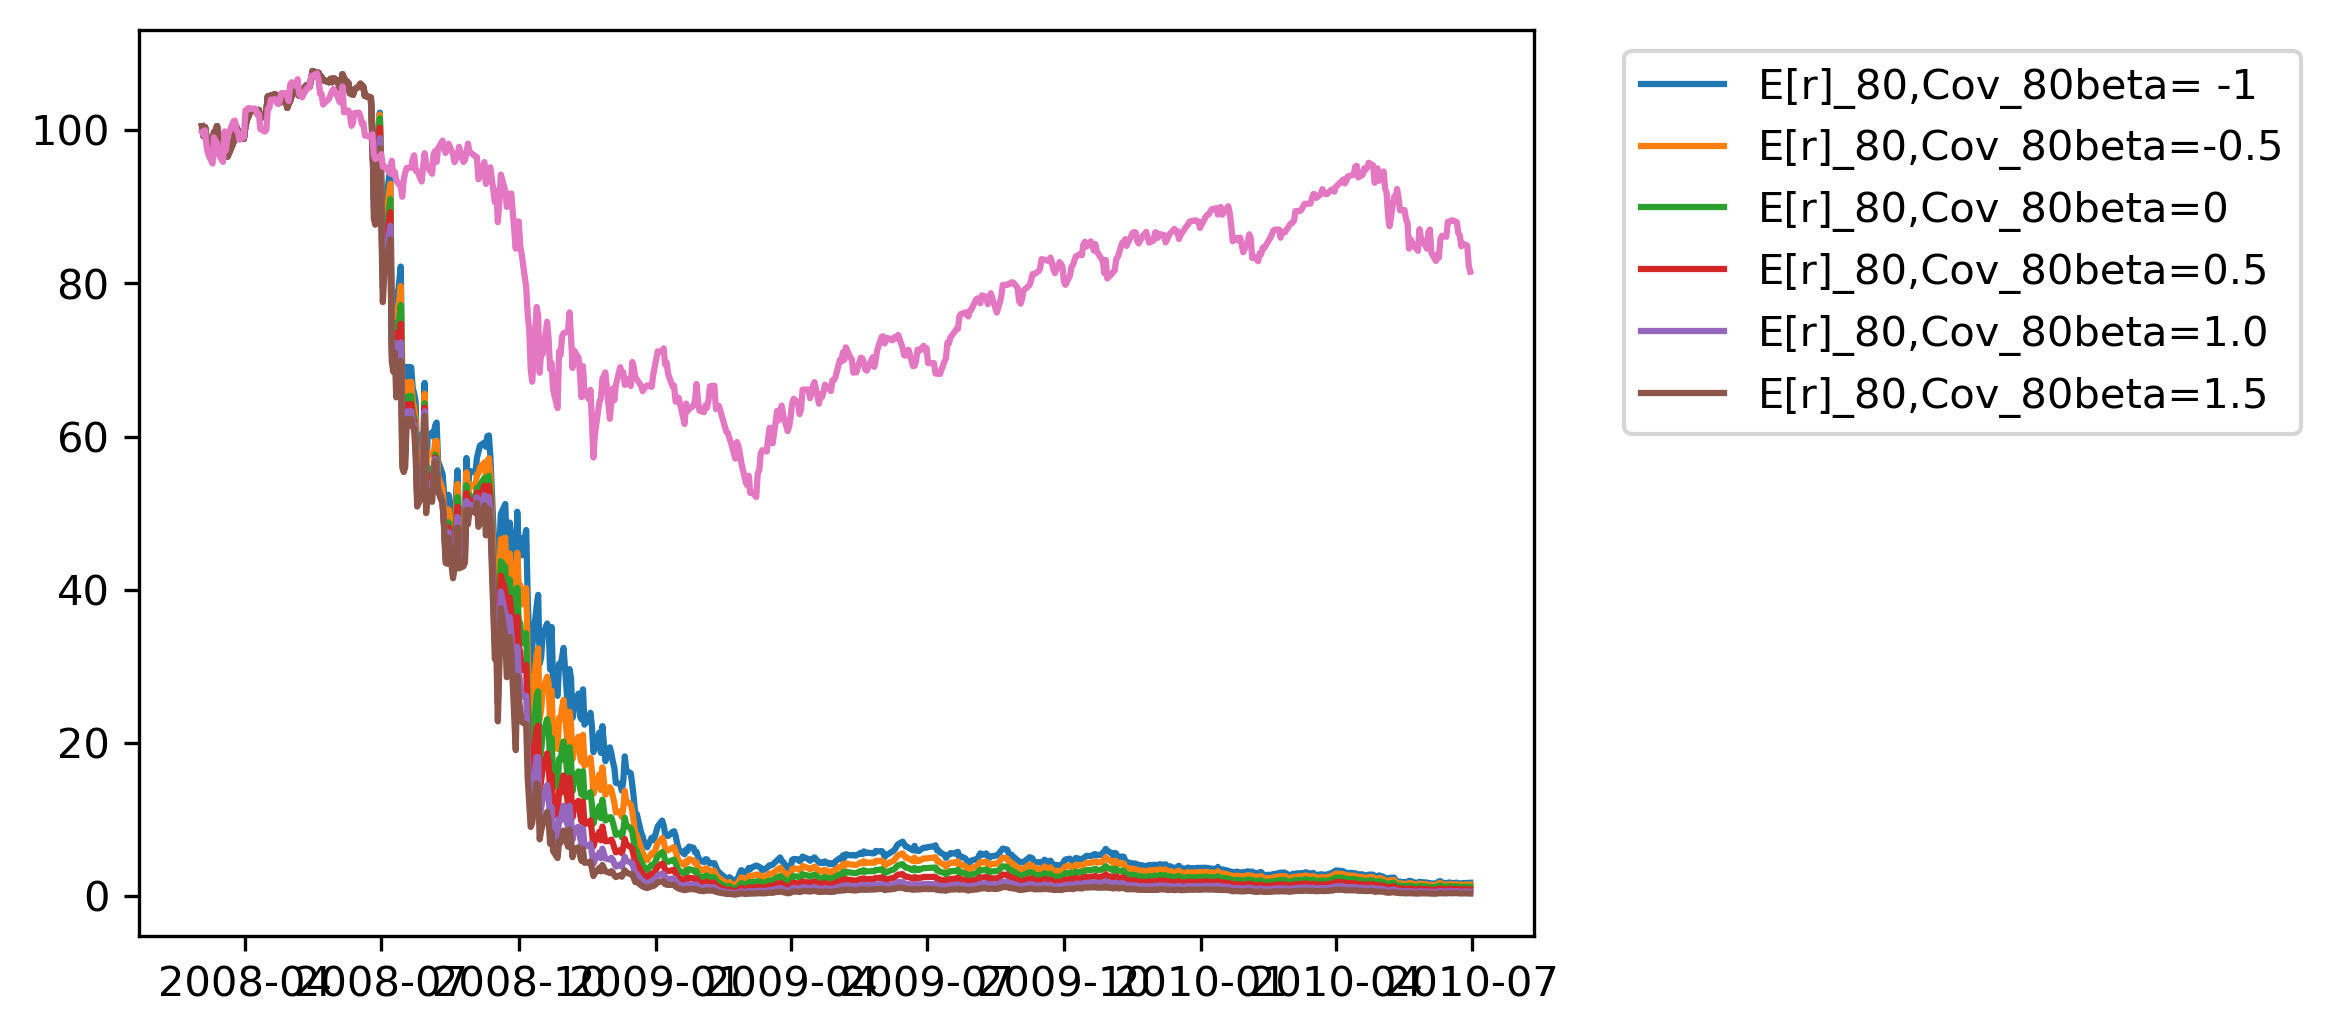 100
80
60
40
20
0
2008-04
2008-07
2008-10
2009-01
2009-04
2009-07
2009-10
2010-01
2010-04
2010-07
E[r]_80,Cov_80beta= -1
E[r]_80,Cov_80beta=-0.5
E[r]_80,Cov_80beta=0
E[r]_80,Cov_80beta=0.5
E[r]_80,Cov_80beta=1.0
E[r]_80,Cov_80beta=1.5